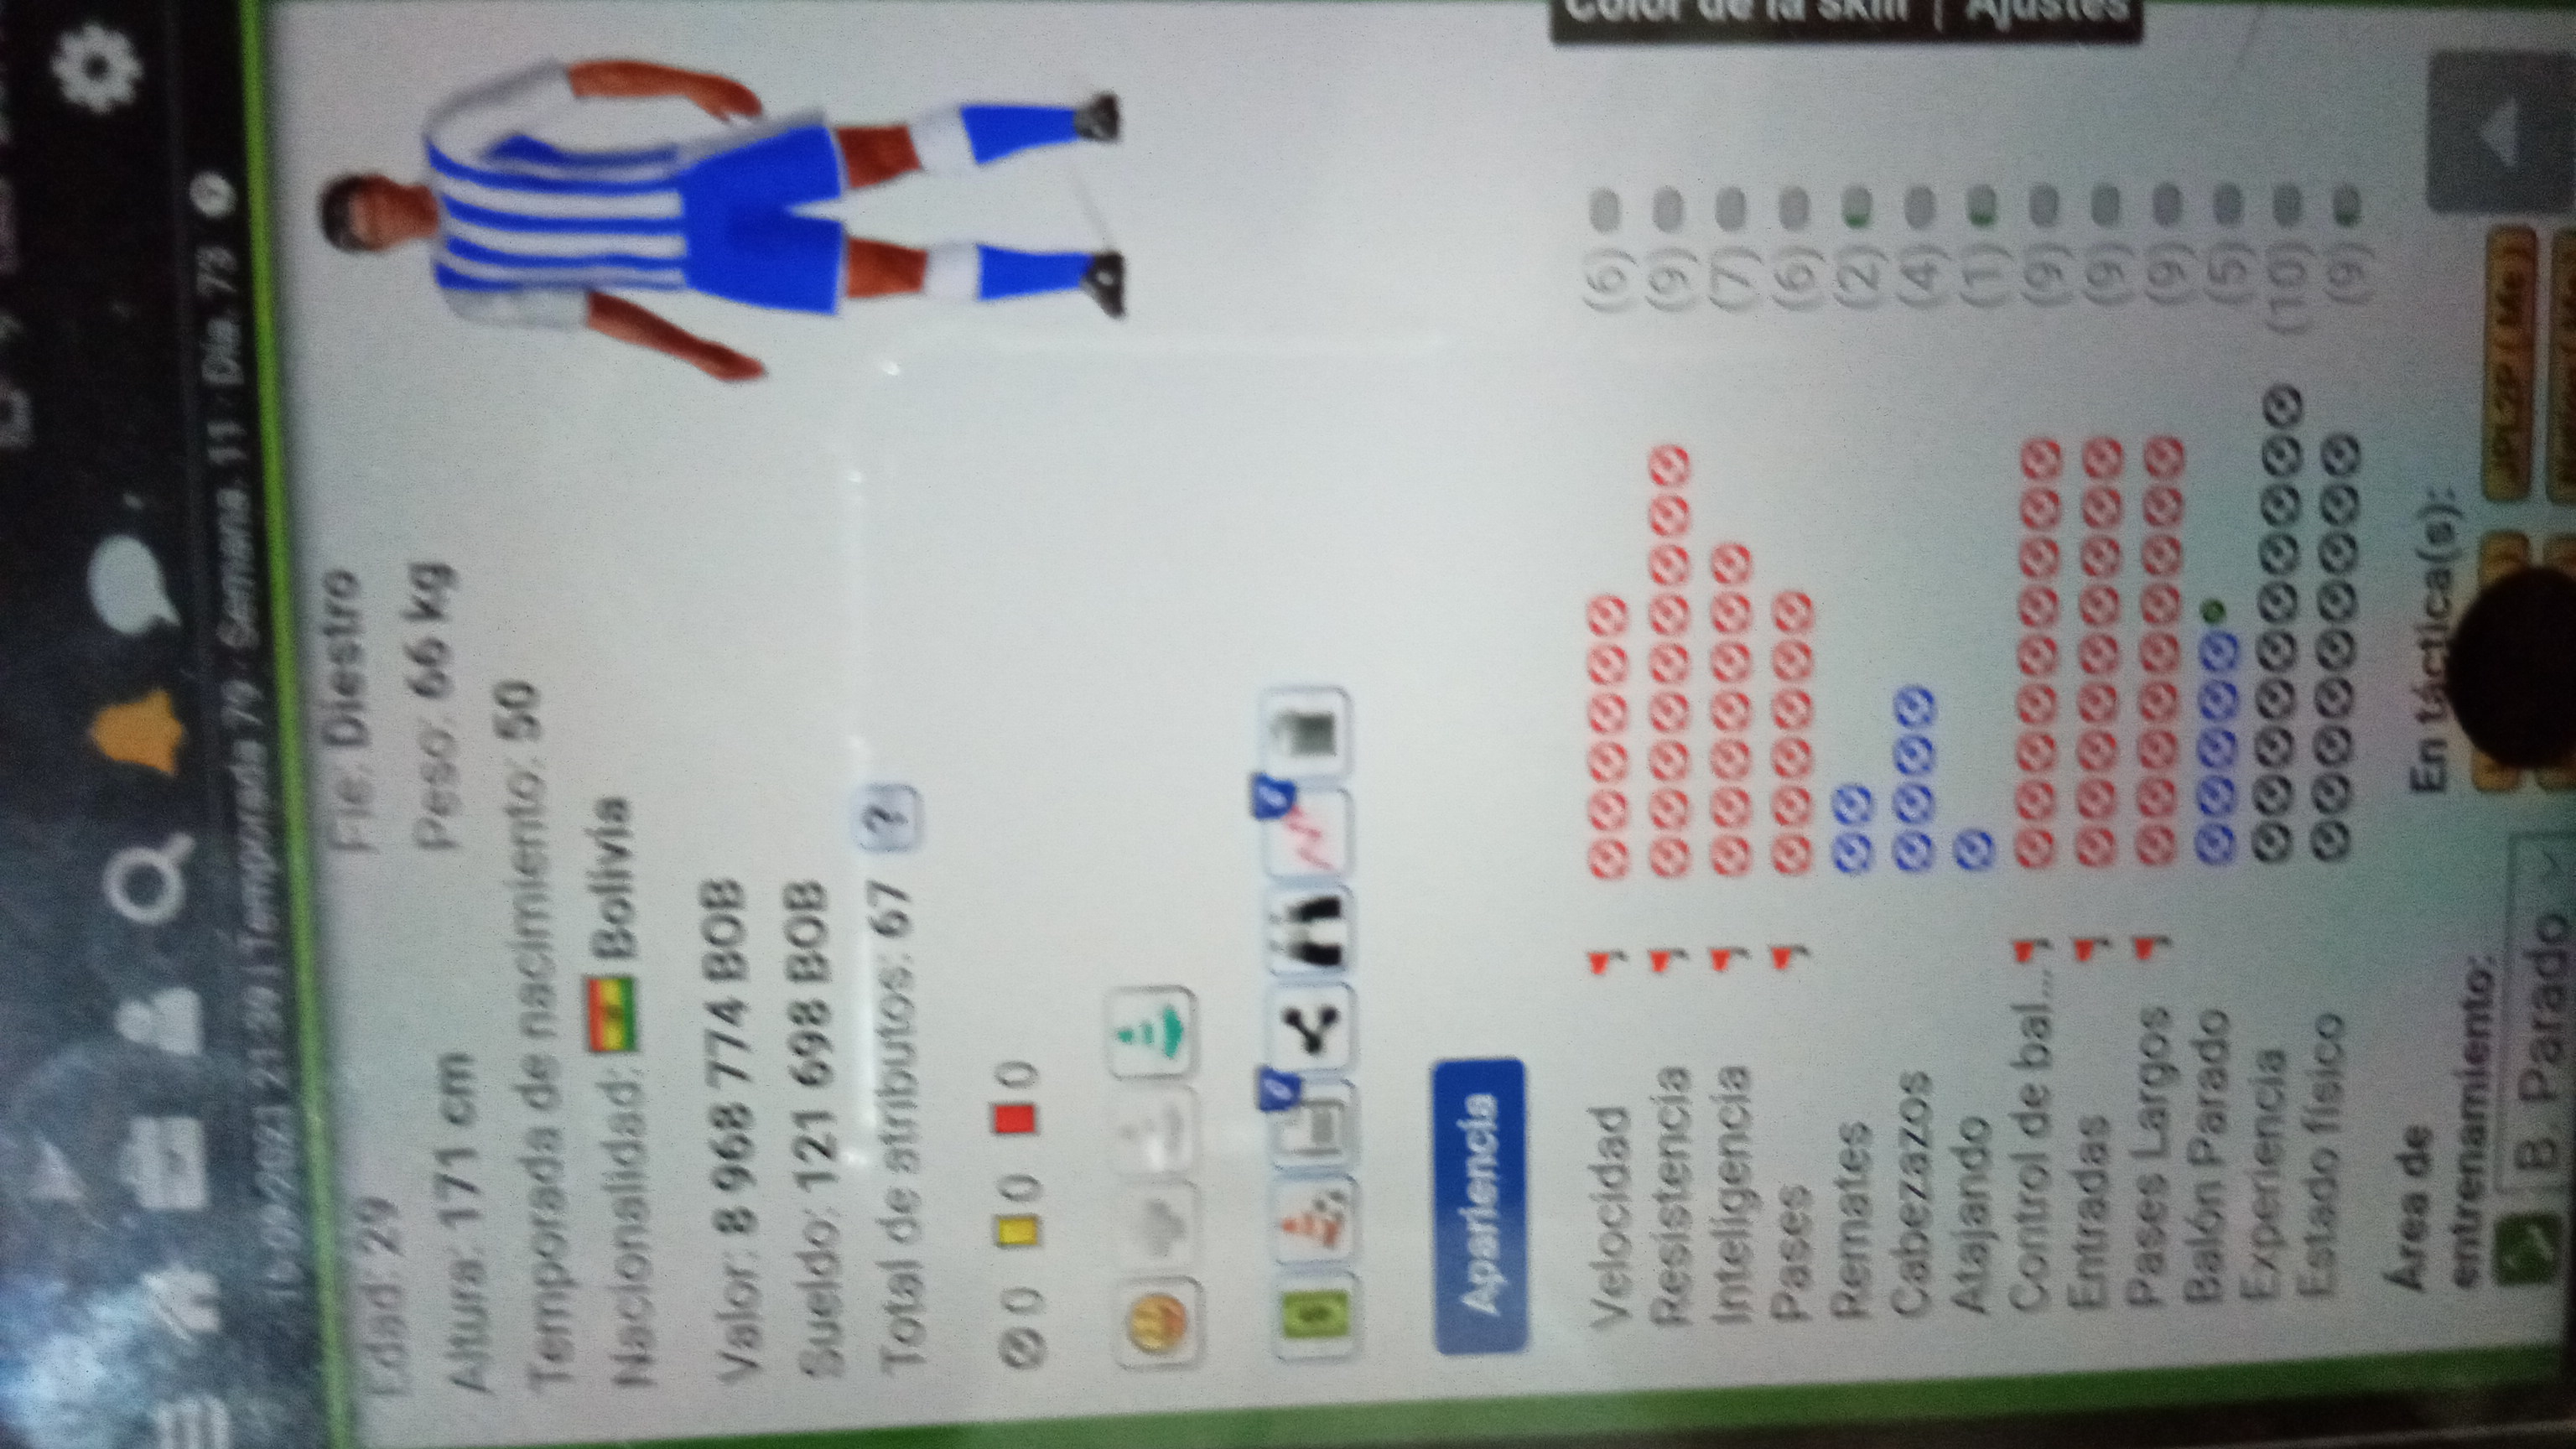 16-09-2021 21:39 | Temporada 79 · Semana. 11 · Día. 73
Edad: 29 Pie: Diestro
Altura: 171 cm Peso: 66 kg
Temporada de nacimiento: 50
Nacionalidad: Bolivia
Valor: 8 968 774 BOB
Sueldo: 121 698 BOB
Total de atributos: 67 ?
0 0 0
Apariencia
Velocidad (6)
Resistencia (9)
Inteligencia (7)
Pases (6)
Remates (2)
Cabezazos (4)
Atajando (1)
Control de bal... (9)
Entradas (9)
Pases Largos (9)
Balón Parado (5)
Experiencia (10)
Estado físico (9)
Área de
entrenamiento:
B. Parado
En táctica(s):
JPL2P ( Me )
de la skill | Ajustes